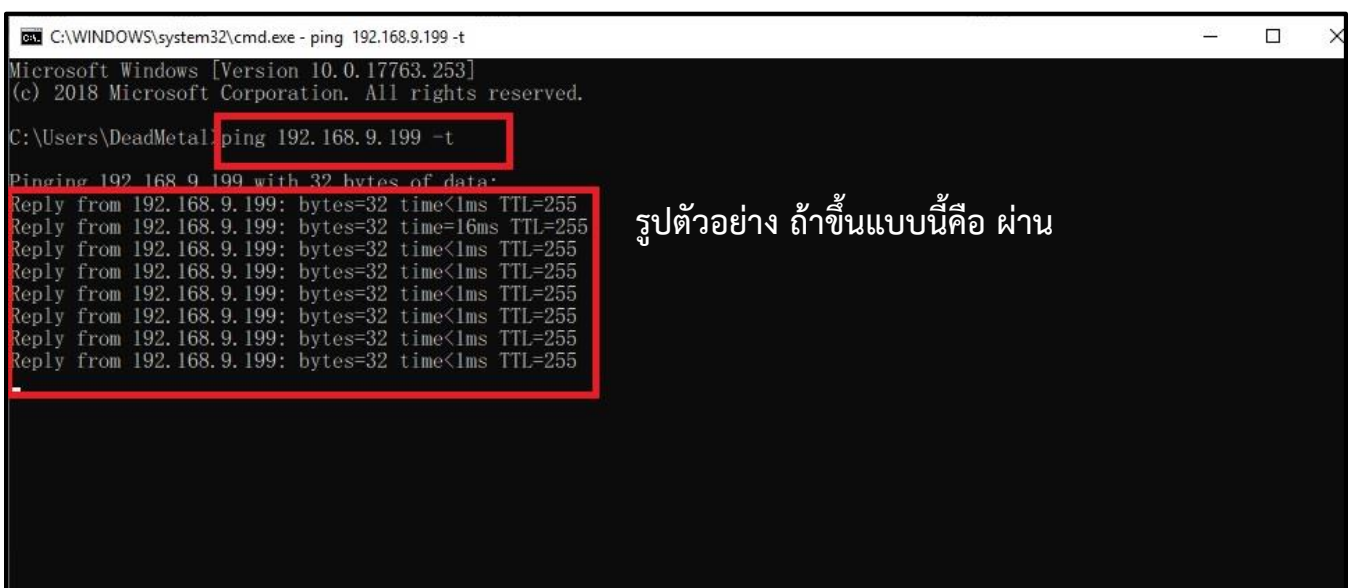 C:\WINDOWS\system32\cmd.exe - ping 192.168.9.199 -t
Microsoft Windows [Version 10.0.17763.253]
(c) 2018 Microsoft Corporation. All rights reserved.
C:\Users\DeadMetal>ping 192.168.9.199 -t
Pinging 192.168.9.199 with 32 bytes of data:
Reply from 192.168.9.199: bytes=32 time<1ms TTL=255
Reply from 192.168.9.199: bytes=32 time=16ms TTL=255
Reply from 192.168.9.199: bytes=32 time<1ms TTL=255
Reply from 192.168.9.199: bytes=32 time<1ms TTL=255
Reply from 192.168.9.199: bytes=32 time<1ms TTL=255
Reply from 192.168.9.199: bytes=32 time<1ms TTL=255
Reply from 192.168.9.199: bytes=32 time<1ms TTL=255
Reply from 192.168.9.199: bytes=32 time<1ms TTL=255
รูปตัวอย่าง ถ้าขึ้นแบบนี้คือ ผ่าน